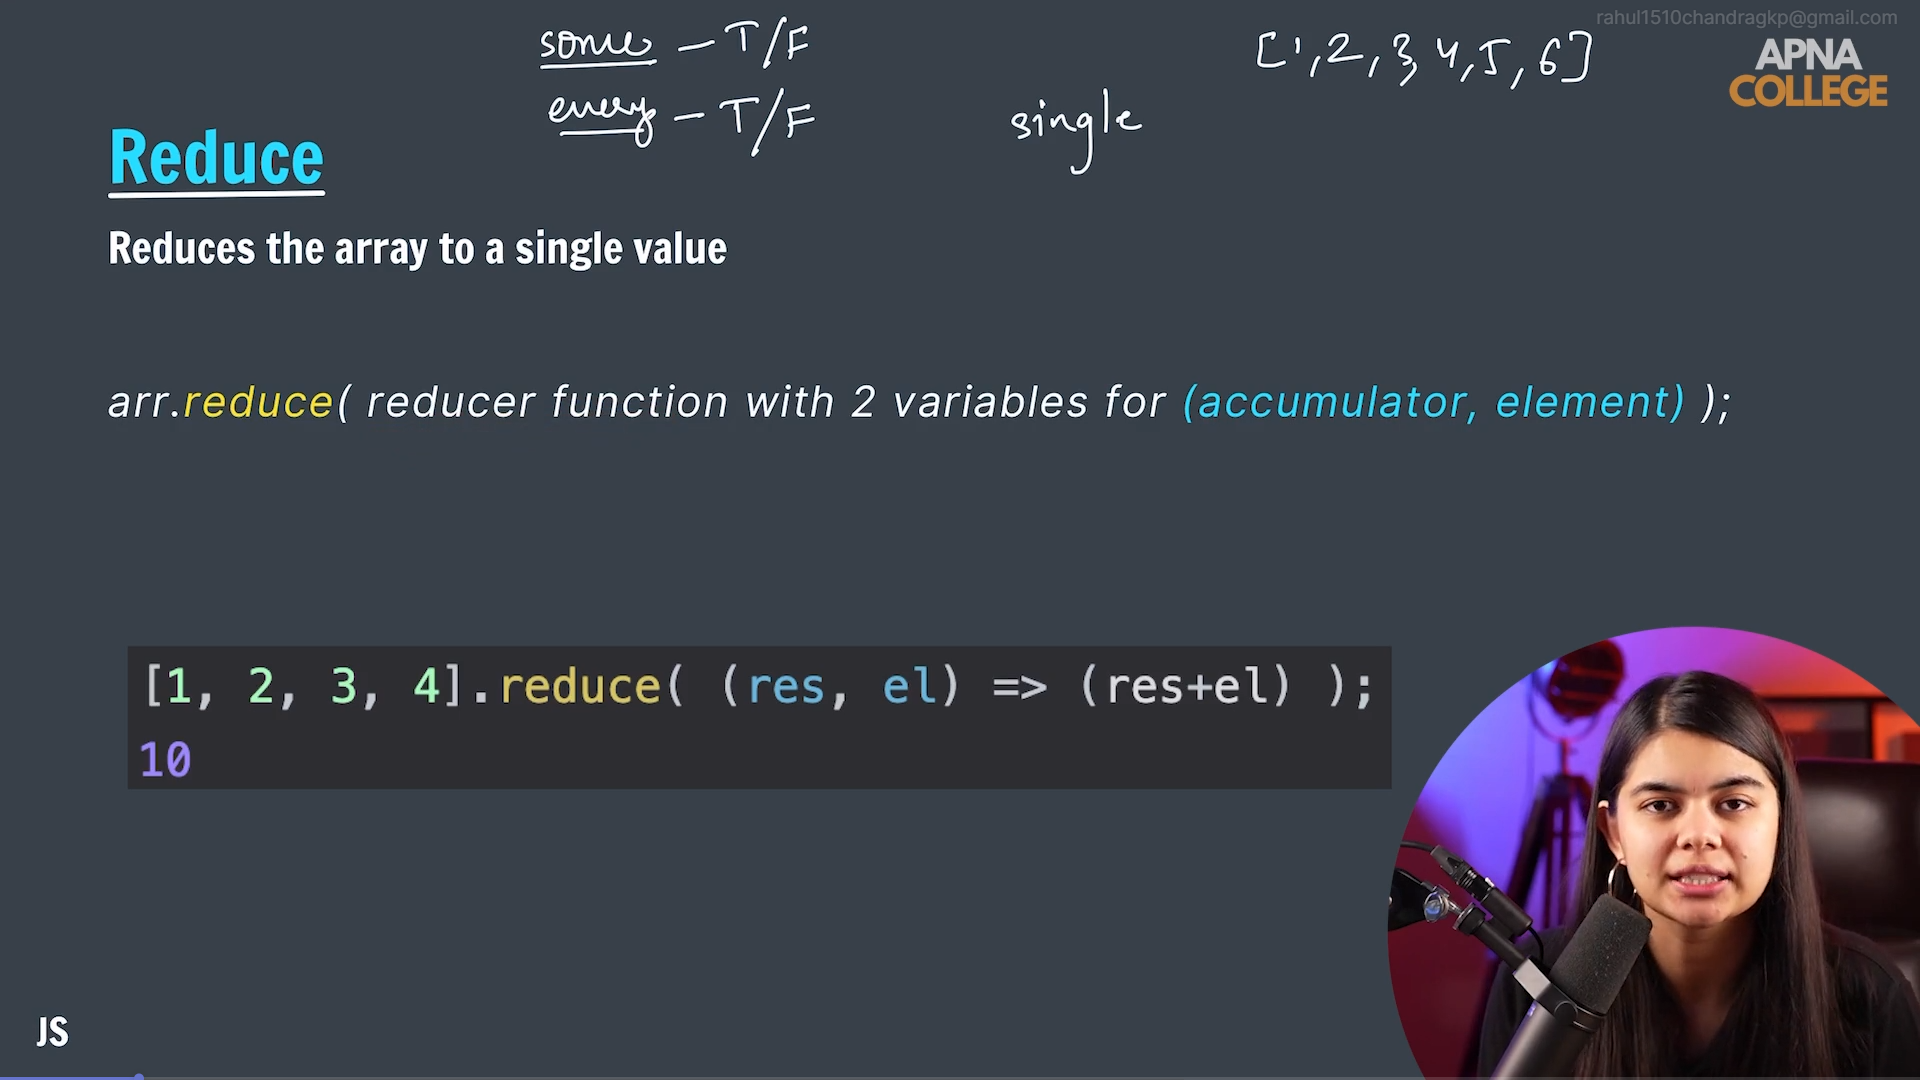 rahul1510chandragkp@gmail.com
some – T/F
[1,2,3,4,5,6]
APNA
COLLEGE
every – T/F
single
Reduce
Reduces the array to a single value
arr.reduce( reducer function with 2 variables for (accumulator, element) );
[1, 2, 3, 4].reduce( (res, el) => (res+el) );
10
JS